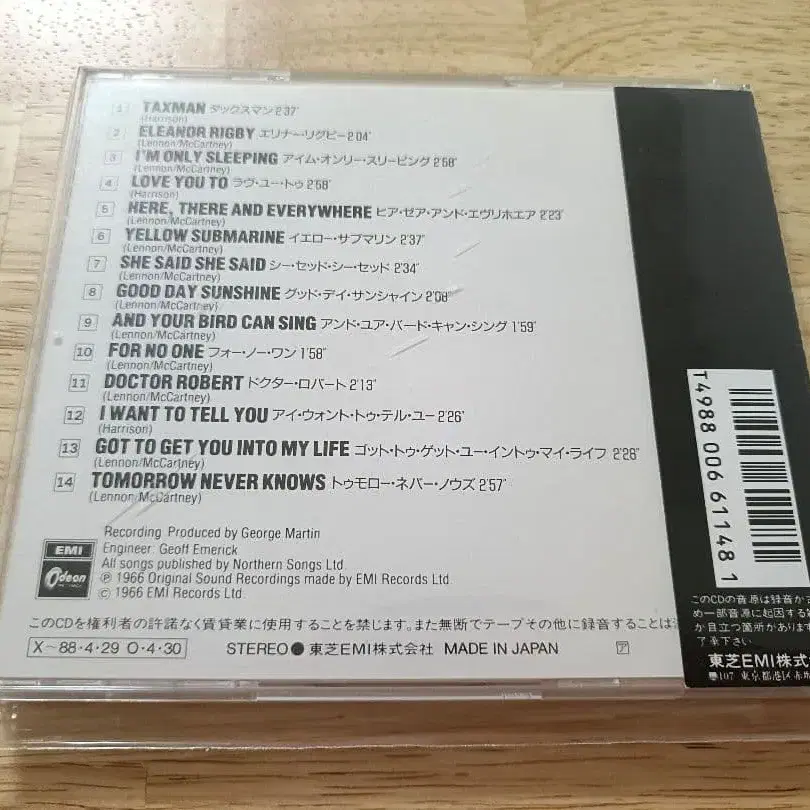 1 TAXMAN タックスマン 2'37"
(Harrison)
2 ELEANOR RIGBY エリナー・リグビー 2'04"
(Lennon/McCartney)
3 I'M ONLY SLEEPING アイム・オンリー・スリーピング 2'58"
(Lennon/McCartney)
4 LOVE YOU TO ラヴ・ユー・トゥ 2'58"
(Harrison)
5 HERE, THERE AND EVERYWHERE ヒア・ゼア・アンド・エヴリホエア 2'23"
(Lennon/McCartney)
6 YELLOW SUBMARINE イエロー・サブマリン 2'37"
(Lennon/McCartney)
7 SHE SAID SHE SAID シー・セッド・シー・セッド 2'34"
(Lennon/McCartney)
8 GOOD DAY SUNSHINE グッド・デイ・サンシャイン 2'08"
(Lennon/McCartney)
9 AND YOUR BIRD CAN SING アンド・ユア・バード・キャン・シング 1'59"
(Lennon/McCartney)
10 FOR NO ONE フォー・ノー・ワン 1'58"
(Lennon/McCartney)
11 DOCTOR ROBERT ドクター・ロバート 2'13"
(Lennon/McCartney)
12 I WANT TO TELL YOU アイ・ウォント・トゥ・テル・ユー 2'26"
(Harrison)
13 GOT TO GET YOU INTO MY LIFE ゴット・トゥ・ゲット・ユー・イントゥ・マイ・ライフ 2'28"
(Lennon/McCartney)
14 TOMORROW NEVER KNOWS トゥモロー・ネバー・ノウズ 2'57"
(Lennon/McCartney)
Recording Produced by George Martin
Engineer: Geoff Emerick
All songs published by Northern Songs Ltd.
Ⓟ 1966 Original Sound Recordings made by EMI Records Ltd.
© 1966 EMI Records Ltd.
EMI
Odeon
このCDを権利者の許諾なく賃貸業に使用することを禁じます。また無断でテープその他に録音することは
X-88・4・29 O・4・30 STEREO● 東芝EMI株式会社 MADE IN JAPAN ア
T4988 006 611481
このCDの音源は録音が
め一部音源に起因する
が目立つ箇所があります
了承下さい
東芝EMI株式会
107 東京都港区赤坂